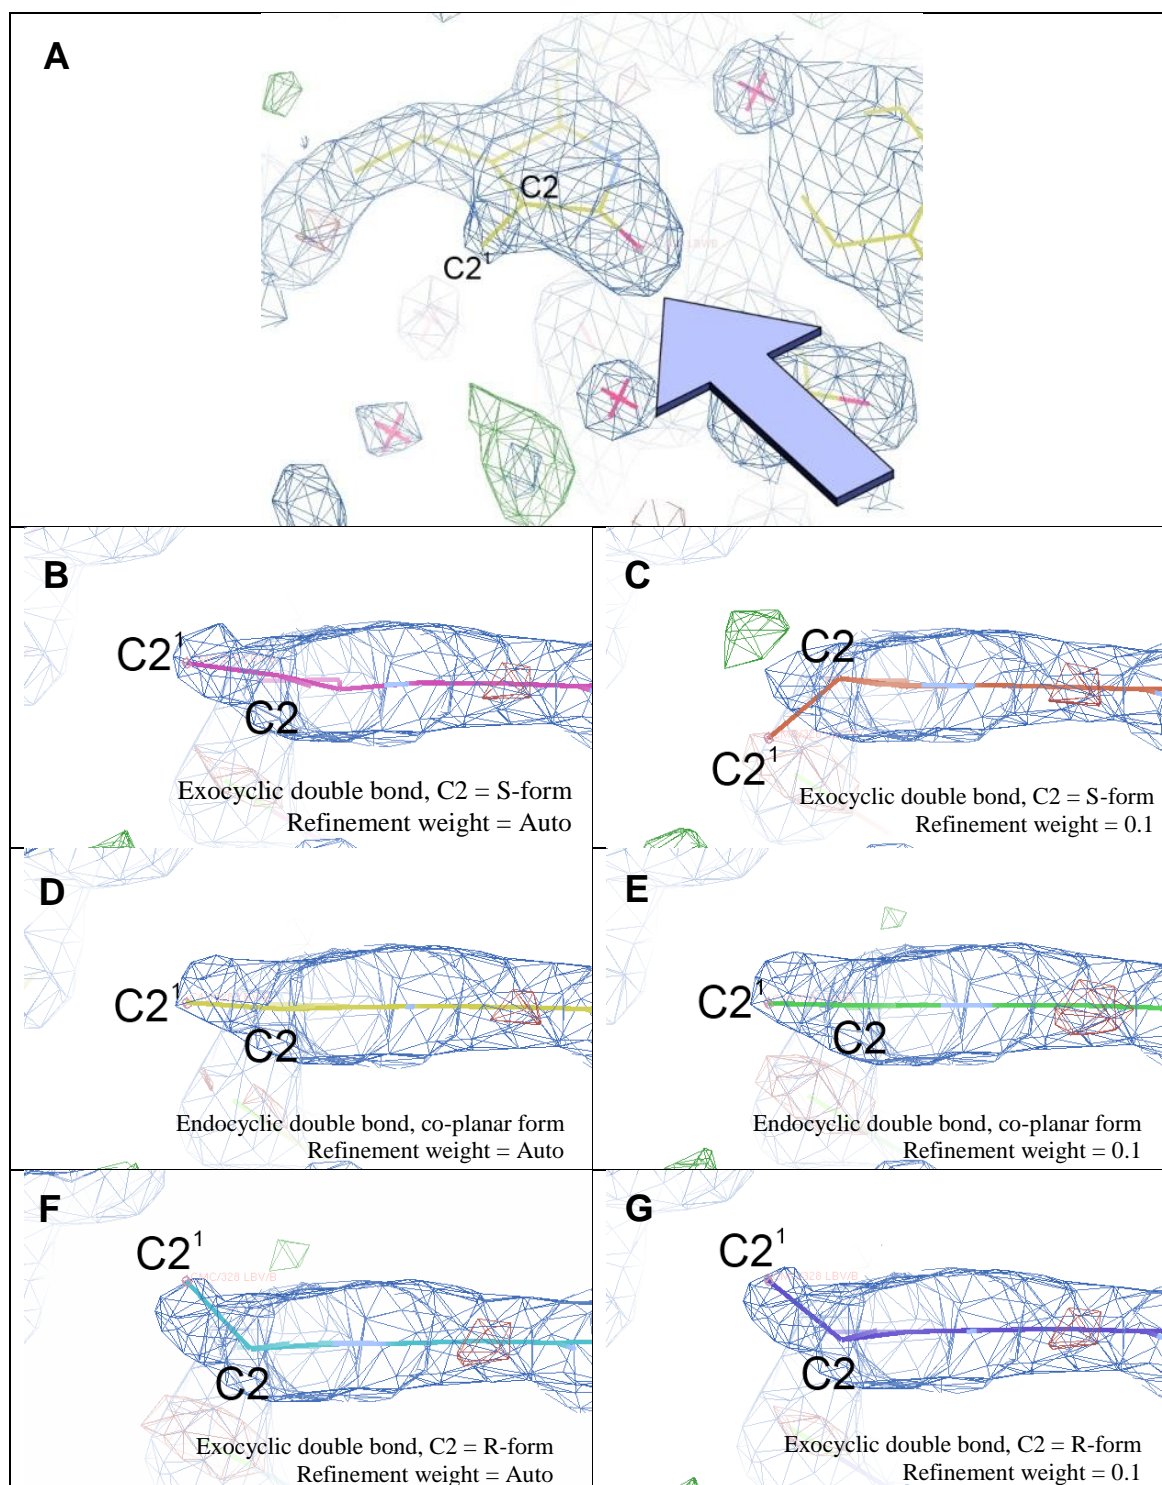 A
C2
C2¹
B
C2¹
C2
Exocyclic double bond, C2 = S-form
Refinement weight = Auto
C
C2
C2¹
Exocyclic double bond, C2 = S-form
Refinement weight = 0.1
D
C2¹
C2
Endocyclic double bond, co-planar form
Refinement weight = Auto
E
C2¹
C2
Endocyclic double bond, co-planar form
Refinement weight = 0.1
F
C2¹
C2
Exocyclic double bond, C2 = R-form
Refinement weight = Auto
G
C2¹
C2
Exocyclic double bond, C2 = R-form
Refinement weight = 0.1